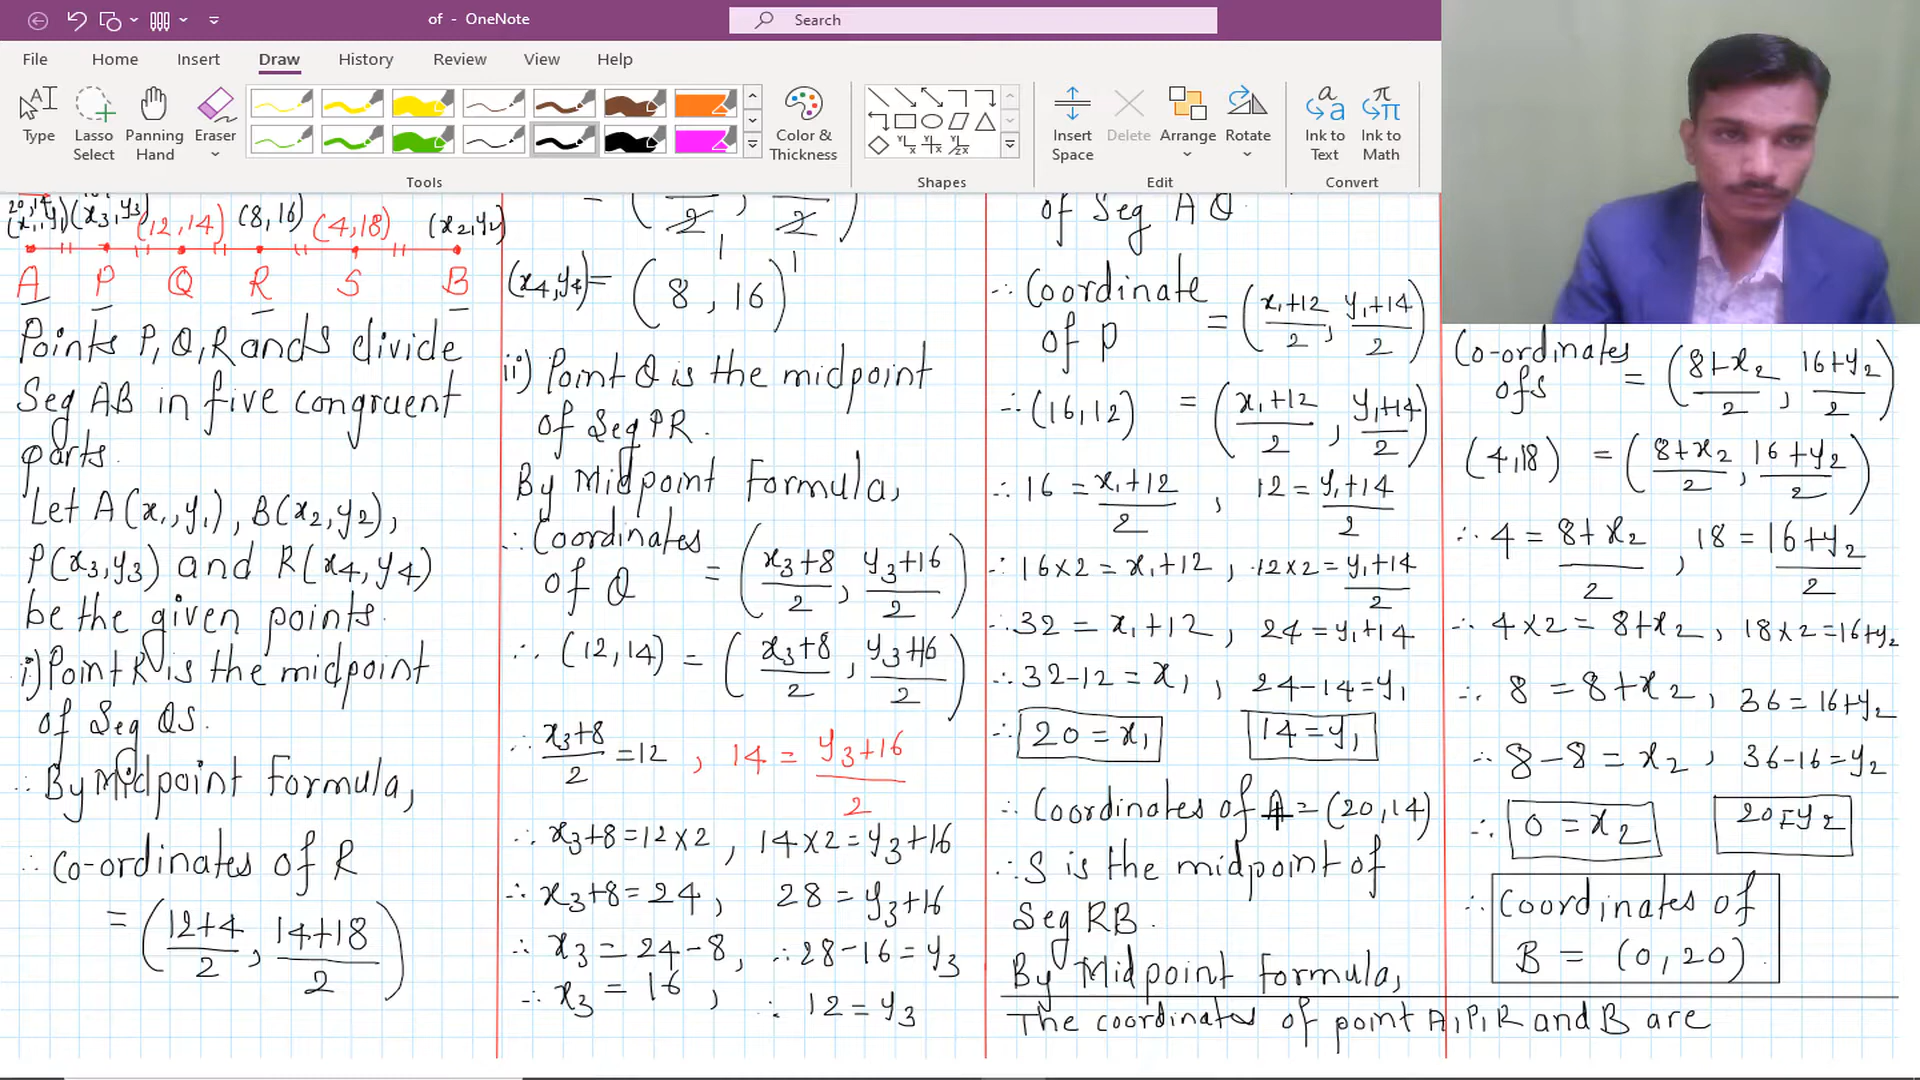 of - OneNote
Search
File Home Insert Draw History Review View Help
Type
Lasso Select
Panning Hand
Eraser
Color & Thickness
Insert Space
Delete
Arrange
Rotate
Ink to Text
Ink to Math
Tools
Shapes
Edit
Convert
20,14
(x₁,y₁) (x₃,y₃) (12,14) (8,16) (4,18) (x₂,y₂)
A P Q R S B
Points P, Q, R and S divide
Seg AB in five congruent
parts.
Let A(x₁,y₁), B(x₂,y₂),
P(x₃,y₃) and R(x₄,y₄)
be the given points.
i) Point R is the midpoint
of Seg QS.
∴ By Midpoint Formula,
∴ Co-ordinates of R
= (12+4/2, 14+18/2)
(x₄,y₄) = (8, 16)
ii) Point Q is the midpoint
of Seg PR.
By Midpoint Formula,
∴ Coordinates of Q = (x₃+8/2, y₃+16/2)
∴ (12,14) = (x₃+8/2, y₃+16/2)
∴ x₃+8/2 = 12, 14 = y₃+16/2
∴ x₃+8 = 12×2, 14×2 = y₃+16
∴ x₃+8 = 24, 28 = y₃+16
∴ x₃ = 24-8, ∴ 28-16 = y₃
∴ x₃ = 16, ∴ 12 = y₃
of Seg AQ
∴ Coordinate of P = (x₁+12/2, y₁+14/2)
∴ (16,12) = (x₁+12/2, y₁+14/2)
∴ 16 = x₁+12/2, 12 = y₁+14/2
∴ 16×2 = x₁+12, 12×2 = y₁+14/2
∴ 32 = x₁+12, 24 = y₁+14
∴ 32-12 = x₁, 24-14 = y₁
∴ 20 = x₁ 14 = y₁
∴ Coordinates of A = (20,14)
∴ S is the midpoint of
Seg RB.
By Midpoint Formula,
Co-ordinates of S = (8+x₂/2, 16+y₂/2)
(4,18) = (8+x₂/2, 16+y₂/2)
∴ 4 = 8+x₂/2, 18 = 16+y₂/2
∴ 4×2 = 8+x₂, 18×2 = 16+y₂
∴ 8 = 8+x₂, 36 = 16+y₂
∴ 8-8 = x₂, 36-16 = y₂
∴ 0 = x₂ 20 = y₂
∴ Coordinates of
B = (0,20).
The coordinates of point A, P, R and B are